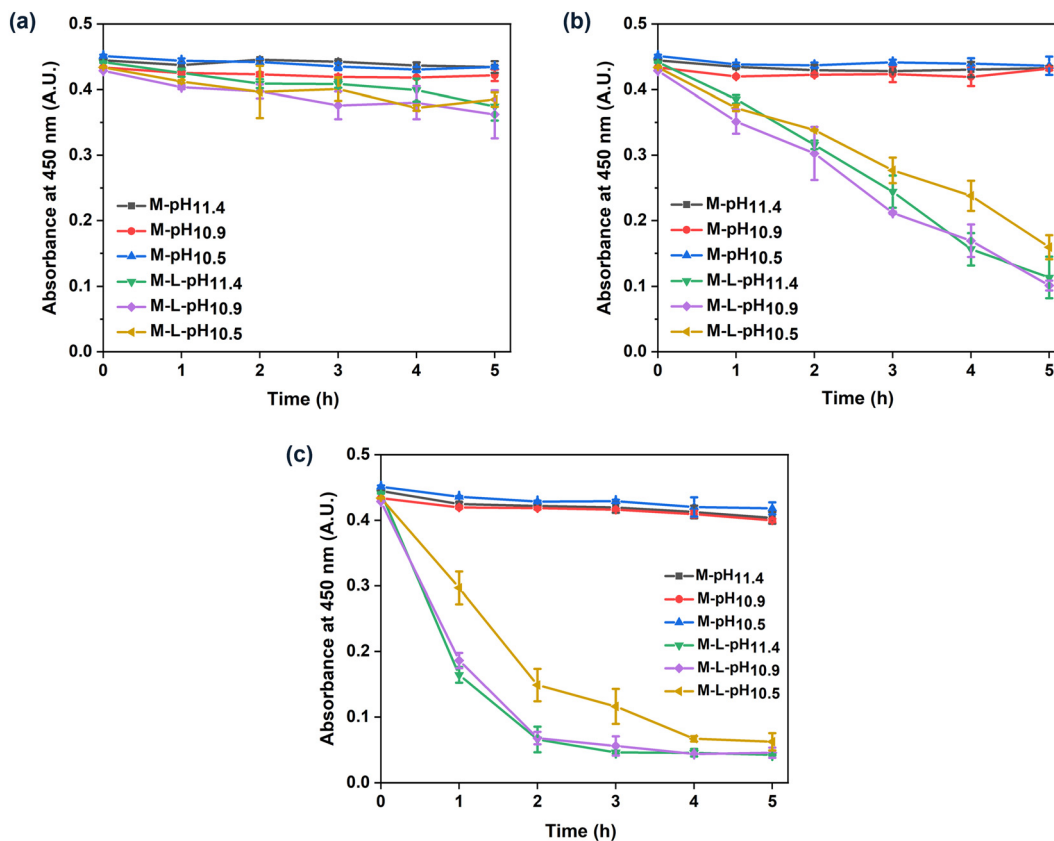 (a)
Absorbance at 450 nm (A.U.)
0.5
0.4
0.3
0.2
0.1
0.0
M-pH11.4
M-pH10.9
M-pH10.5
M-L-pH11.4
M-L-pH10.9
M-L-pH10.5
0 1 2 3 4 5
Time (h)
(b)
Absorbance at 450 nm (A.U.)
0.5
0.4
0.3
0.2
0.1
0.0
M-pH11.4
M-pH10.9
M-pH10.5
M-L-pH11.4
M-L-pH10.9
M-L-pH10.5
0 1 2 3 4 5
Time (h)
(c)
Absorbance at 450 nm (A.U.)
0.5
0.4
0.3
0.2
0.1
0.0
M-pH11.4
M-pH10.9
M-pH10.5
M-L-pH11.4
M-L-pH10.9
M-L-pH10.5
0 1 2 3 4 5
Time (h)